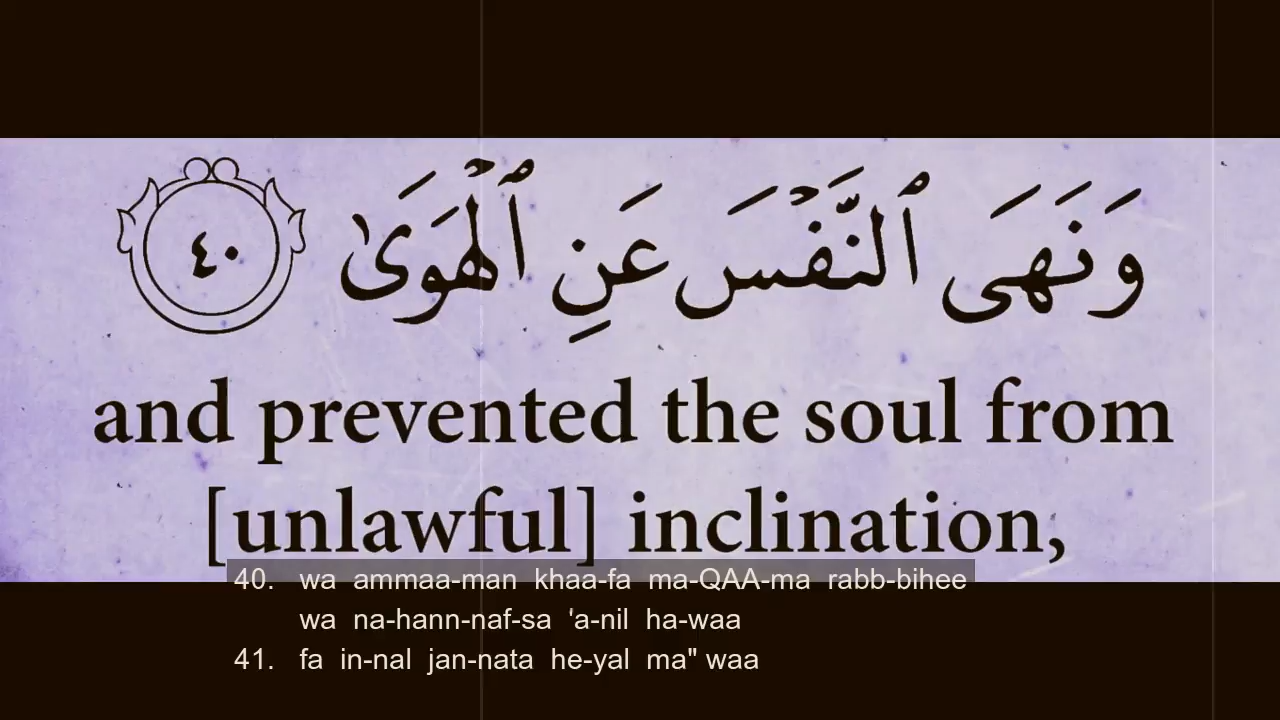 وَنَهَى ٱلنَّفْسَ عَنِ ٱلْهَوَىٰ ٤٠
and prevented the soul from
[unlawful] inclination,
40. wa ammaa-man khaa-fa ma-QAA-ma rabb-bihee
wa na-hann-naf-sa 'a-nil ha-waa
41. fa in-nal jan-nata he-yal ma" waa